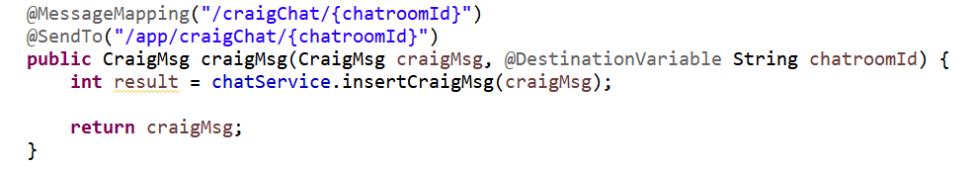 @MessageMapping("/craigChat/{chatroomId}")
@SendTo("/app/craigChat/{chatroomId}")
public CraigMsg craigMsg(CraigMsg craigMsg, @DestinationVariable String chatroomId) {
    int result = chatService.insertCraigMsg(craigMsg);

    return craigMsg;
}